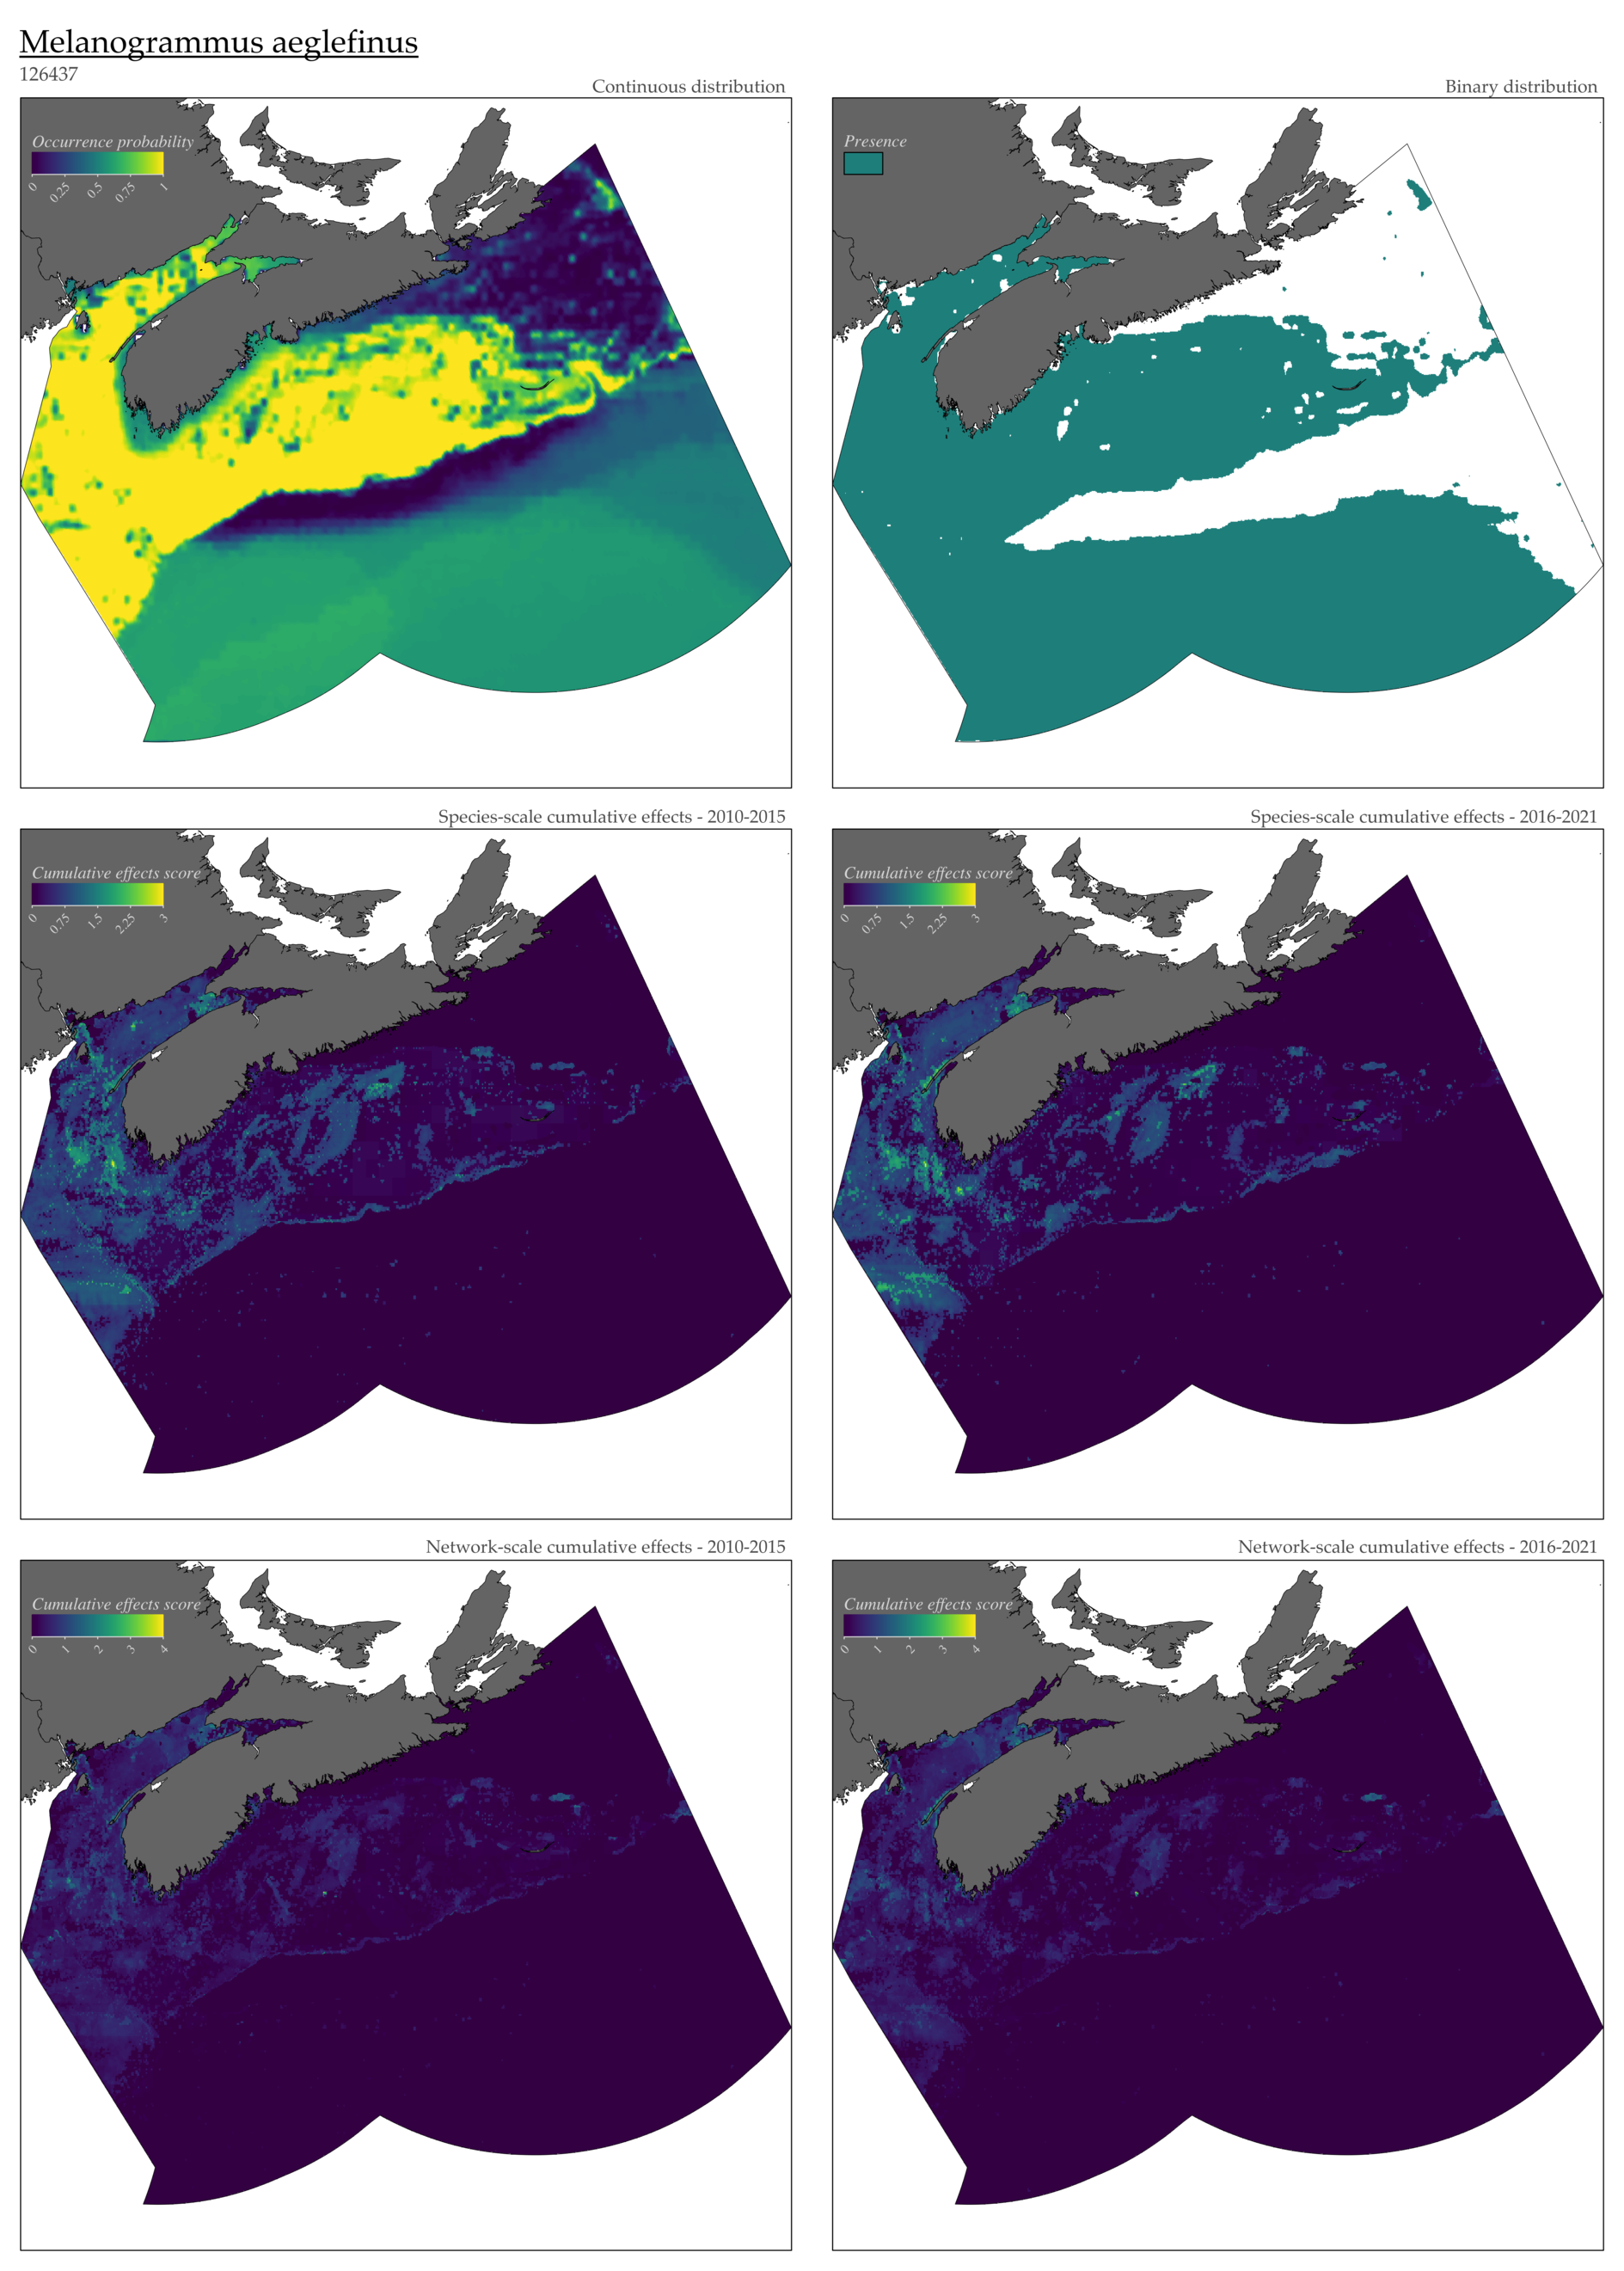 Melanogrammus aeglefinus
126437
Continuous distribution
Occurrence probability
0 0.25 0.5 0.75 1
Binary distribution
Presence
Species-scale cumulative effects - 2010-2015
Cumulative effects score
0 0.75 1.5 2.25 3
Species-scale cumulative effects - 2016-2021
Cumulative effects score
0 0.75 1.5 2.25 3
Network-scale cumulative effects - 2010-2015
Cumulative effects score
0 1 2 3 4
Network-scale cumulative effects - 2016-2021
Cumulative effects score
0 1 2 3 4